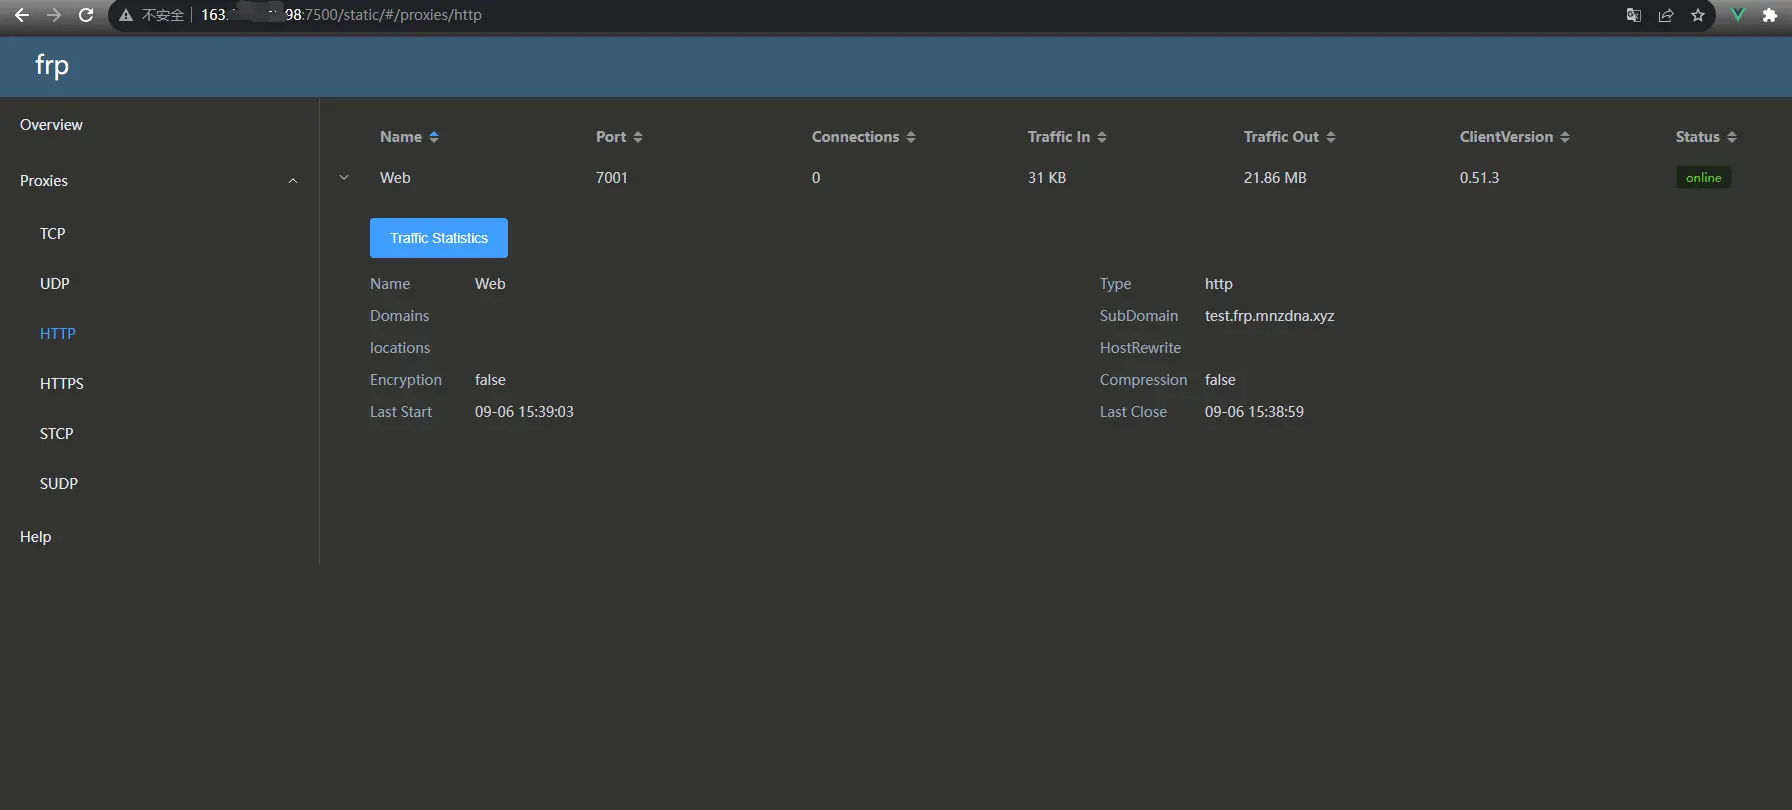 不安全 163. 98:7500/static/#/proxies/http
frp
Overview
Proxies
TCP
UDP
HTTP
HTTPS
STCP
SUDP
Help
Name Port Connections Traffic In Traffic Out ClientVersion Status
Web 7001 0 31 KB 21.86 MB 0.51.3 online
Traffic Statistics
Name Web Type http
Domains SubDomain test.frp.mnzdna.xyz
locations HostRewrite
Encryption false Compression false
Last Start 09-06 15:39:03 Last Close 09-06 15:38:59